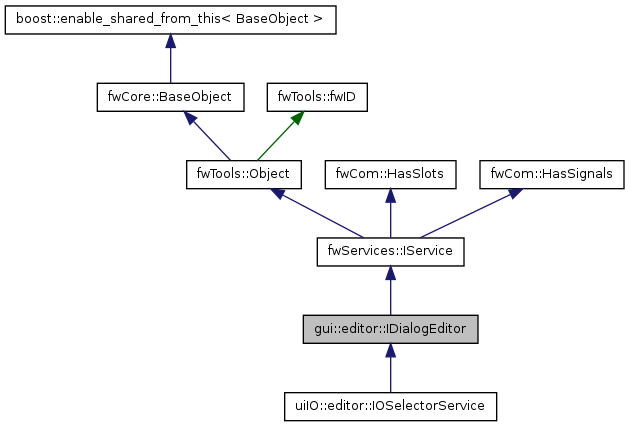 boost::enable_shared_from_this< BaseObject >
fwCore::BaseObject
fwTools::fwID
fwTools::Object
fwCom::HasSlots
fwCom::HasSignals
fwServices::IService
gui::editor::IDialogEditor
uiIO::editor::IOSelectorService